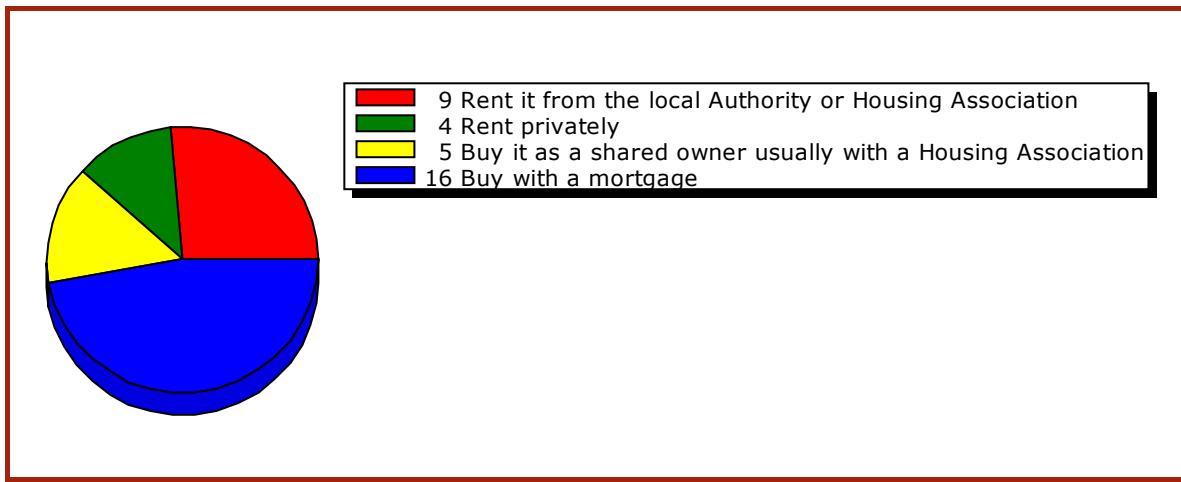 9 Rent it from the local Authority or Housing Association
4 Rent privately
5 Buy it as a shared owner usually with a Housing Association
16 Buy with a mortgage